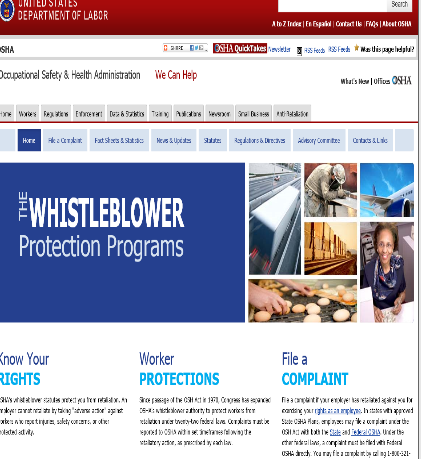 UNITED STATES
DEPARTMENT OF LABOR
Search
A to Z Index | En Español | Contact Us | FAQs | About OSHA
OSHA
SHARE
OSHA QuickTakes Newsletter RSS Feeds RSS Feeds Was this page helpful?
Occupational Safety & Health Administration We Can Help
What's New | Offices OSHA
Home Workers Regulations Enforcement Data & Statistics Training Publications Newsroom Small Business Anti-Retaliation
Home File a Complaint Fact Sheets & Statistics News & Updates Statutes Regulations & Directives Advisory Committee Contacts & Links
THE WHISTLEBLOWER
Protection Programs
Know Your
RIGHTS
OSHA's whistleblower statutes protect you from retaliation. An
employer cannot retaliate by taking "adverse action" against
workers who report injuries, safety concerns, or other
protected activity.
Worker
PROTECTIONS
Since passage of the OSH Act in 1970, Congress has expanded
OSHA's whistleblower authority to protect workers from
retaliation under twenty-two federal laws. Complaints must be
reported to OSHA within set timeframes following the
retaliatory action, as prescribed by each law.
File a
COMPLAINT
File a complaint if your employer has retaliated against you for
exercising your rights as an employee. In states with approved
State OSHA Plans, employees may file a complaint under the
OSH Act with both the State and Federal OSHA. Under the
other federal laws, a complaint must be filed with Federal
OSHA directly. You may file a complaint by calling 1-800-321-